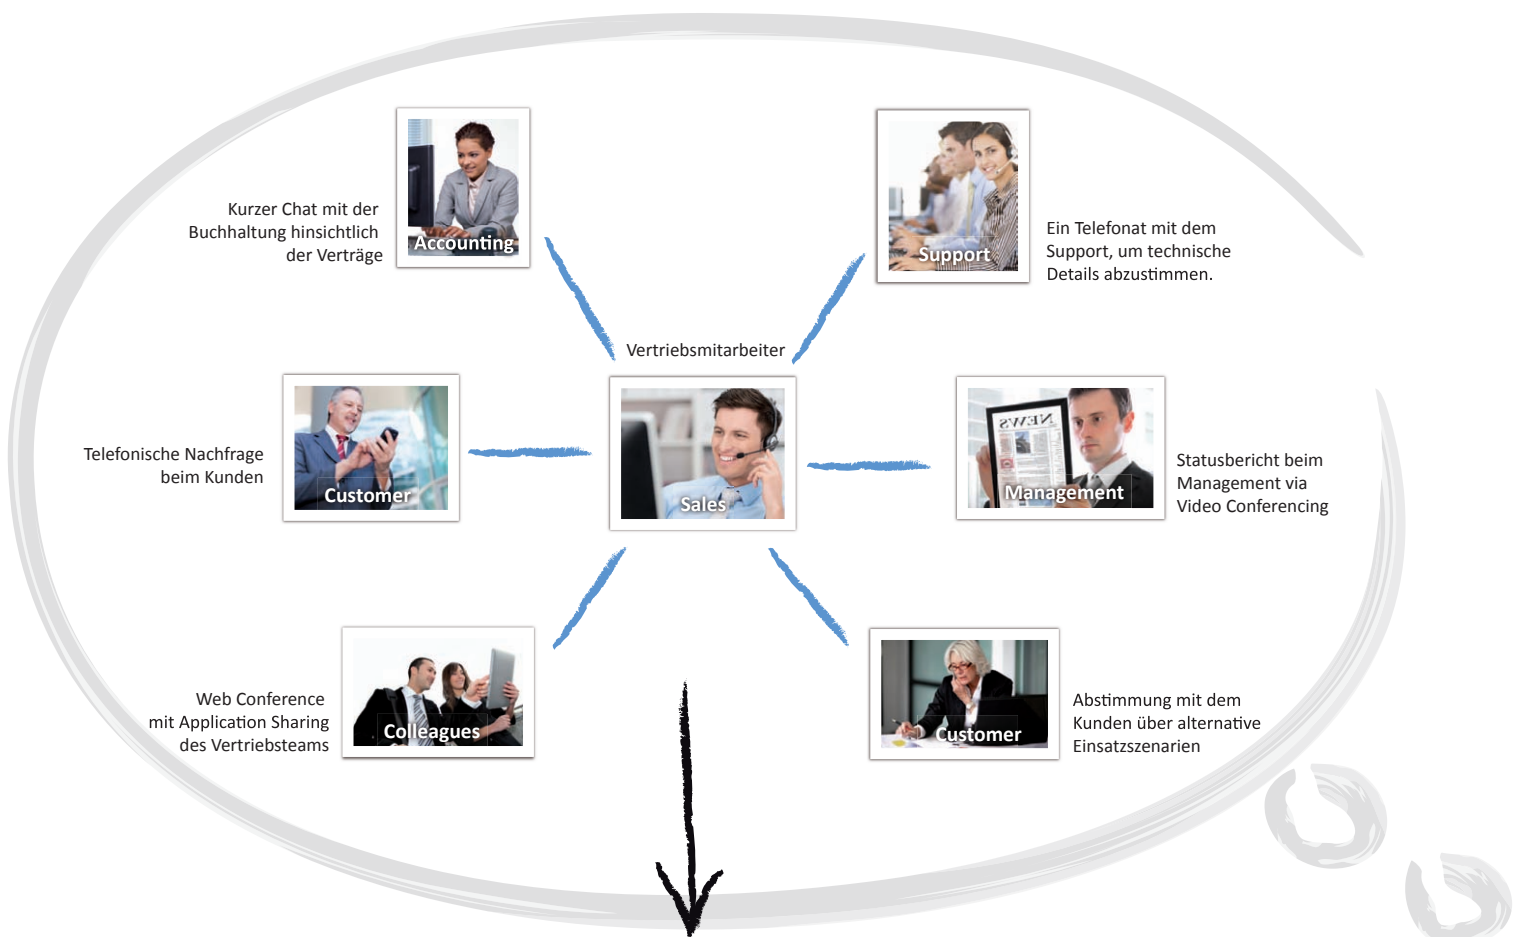 Kurzer Chat mit der
Buchhaltung hinsichtlich
der Verträge
Accounting
Support
Ein Telefonat mit dem
Support, um technische
Details abzustimmen.
Vertriebsmitarbeiter
Telefonische Nachfrage
beim Kunden
Customer
Sales
NEWS
Management
Statusbericht beim
Management via
Video Conferencing
Web Conference
mit Application Sharing
des Vertriebsteams
Colleagues
Customer
Abstimmung mit dem
Kunden über alternative
Einsatzszenarien